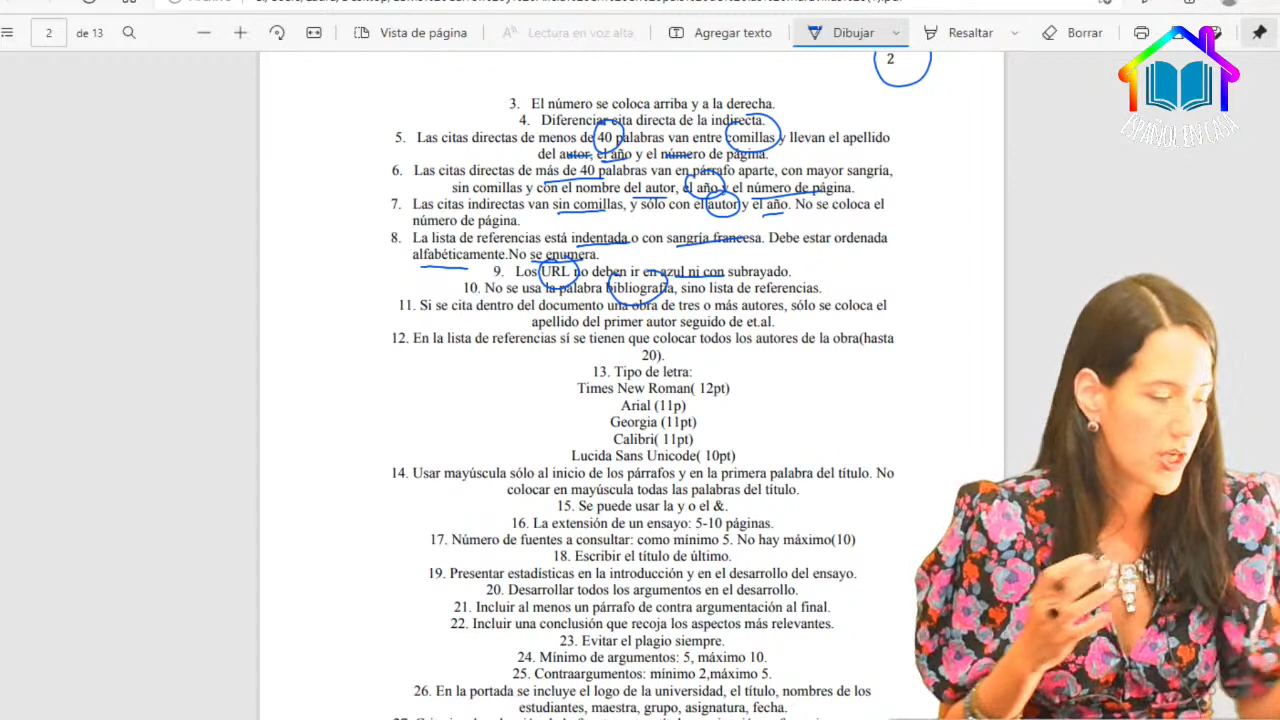 2
de 13
Vista de página
Lectura en voz alta
Agregar texto
Dibujar
Resaltar
Borrar
ESPAÑOL EN CASA
2
3. El número se coloca arriba y a la derecha.
4. Diferenciar cita directa de la indirecta.
5. Las citas directas de menos de 40 palabras van entre comillas y llevan el apellido
del autor, el año y el número de página.
6. Las citas directas de más de 40 palabras van en párrafo aparte, con mayor sangría,
sin comillas y con el nombre del autor, el año y el número de página.
7. Las citas indirectas van sin comillas, y sólo con el autor y el año. No se coloca el
número de página.
8. La lista de referencias está indentada o con sangría francesa. Debe estar ordenada
alfabéticamente.No se enumera.
9. Los URL no deben ir en azul ni con subrayado.
10. No se usa la palabra bibliografía, sino lista de referencias.
11. Si se cita dentro del documento una obra de tres o más autores, sólo se coloca el
apellido del primer autor seguido de et.al.
12. En la lista de referencias sí se tienen que colocar todos los autores de la obra(hasta
20).
13. Tipo de letra:
Times New Roman( 12pt)
Arial (11p)
Georgia (11pt)
Calibri( 11pt)
Lucida Sans Unicode( 10pt)
14. Usar mayúscula sólo al inicio de los párrafos y en la primera palabra del título. No
colocar en mayúscula todas las palabras del título.
15. Se puede usar la y o el &.
16. La extensión de un ensayo: 5-10 páginas.
17. Número de fuentes a consultar: como mínimo 5. No hay máximo(10)
18. Escribir el título de último.
19. Presentar estadísticas en la introducción y en el desarrollo del ensayo.
20. Desarrollar todos los argumentos en el desarrollo.
21. Incluir al menos un párrafo de contra argumentación al final.
22. Incluir una conclusión que recoja los aspectos más relevantes.
23. Evitar el plagio siempre.
24. Mínimo de argumentos: 5, máximo 10.
25. Contraargumentos: mínimo 2,máximo 5.
26. En la portada se incluye el logo de la universidad, el título, nombres de los
estudiantes, maestra, grupo, asignatura, fecha.